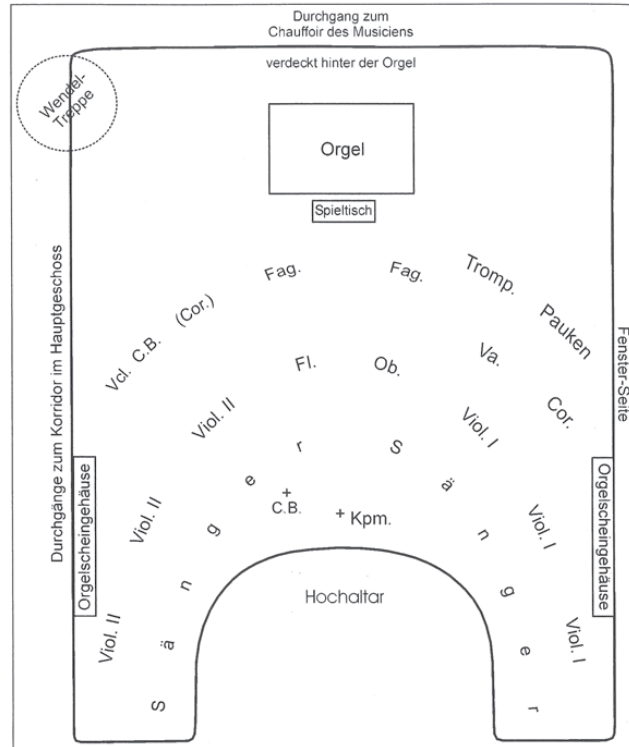 Durchgang zum
Chauffoir des Musiciens
verdeckt hinter der Orgel
Wendel-
Treppe
Orgel
Spieltisch
Fag.
Fag.
Tromp.
Pauken
Vcl. C.B. (Cor.)
Fl.
Ob.
Va.
Cor.
Viol. II
Viol. I
Viol. II
Viol. I
Viol. II
Viol. I
Sänger
Sänger
C.B.
Kpm.
Hochaltar
Durchgänge zum Korridor im Hauptgeschoss
Orgelscheingehäuse
Orgelscheingehäuse
Fenster-Seite